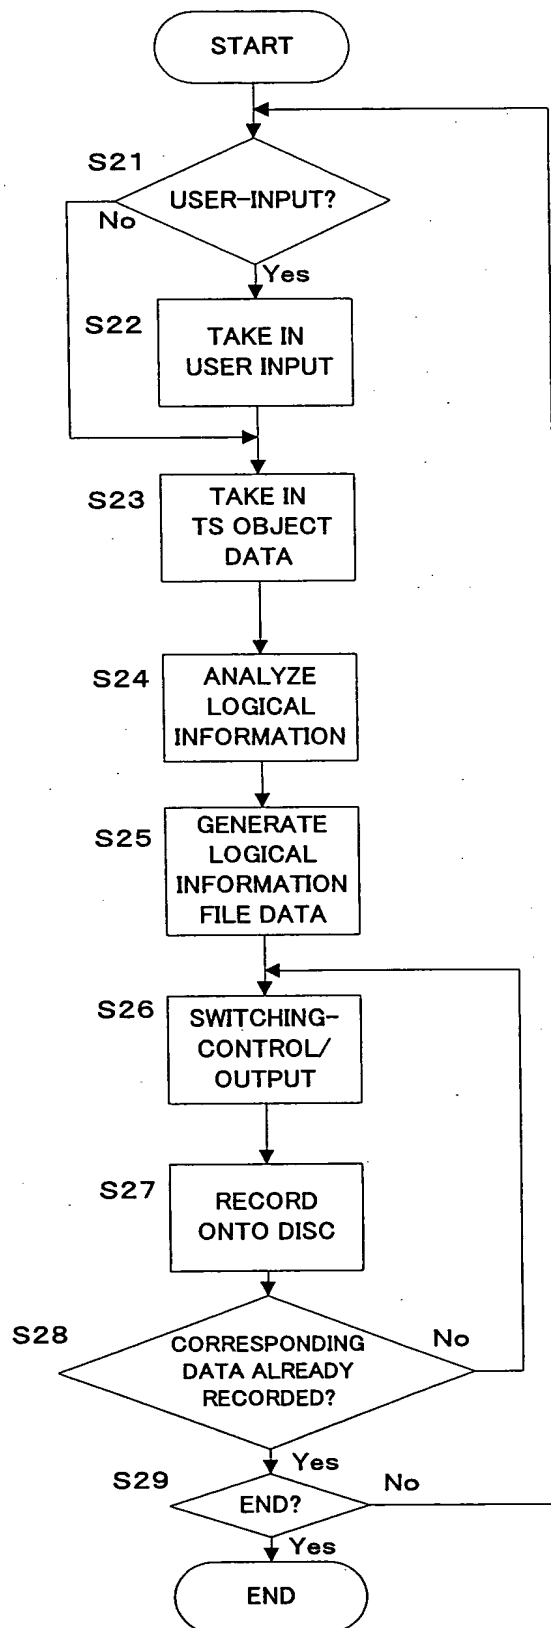 START
S21
USER-INPUT?
No
Yes
S22
TAKE IN
USER INPUT
S23
TAKE IN
TS OBJECT
DATA
S24
ANALYZE
LOGICAL
INFORMATION
S25
GENERATE
LOGICAL
INFORMATION
FILE DATA
S26
SWITCHING-
CONTROL/
OUTPUT
S27
RECORD
ONTO DISC
S28
CORRESPONDING
DATA ALREADY
RECORDED?
No
Yes
S29
END?
No
Yes
END